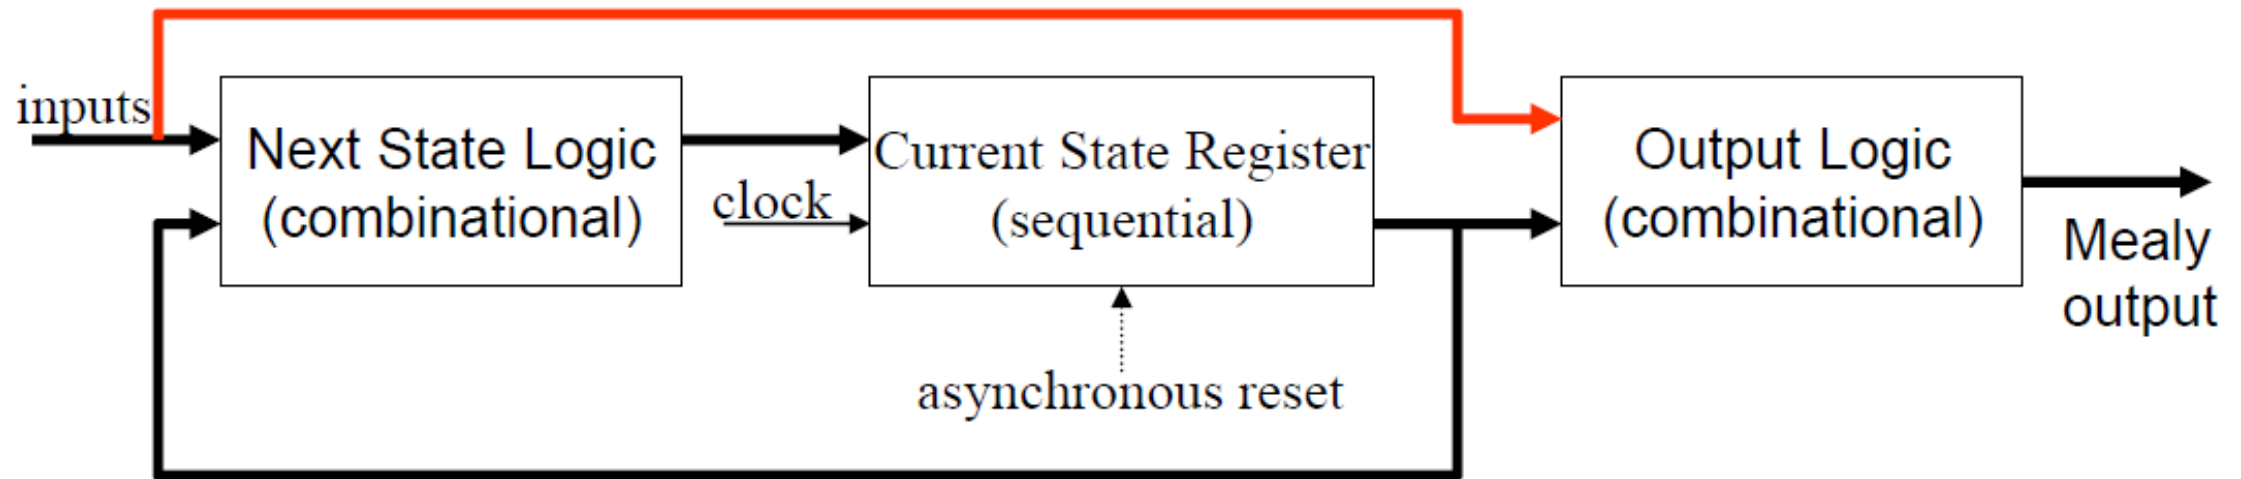 inputs
Next State Logic
(combinational)
clock
Current State Register
(sequential)
asynchronous reset
Output Logic
(combinational)
Mealy
output